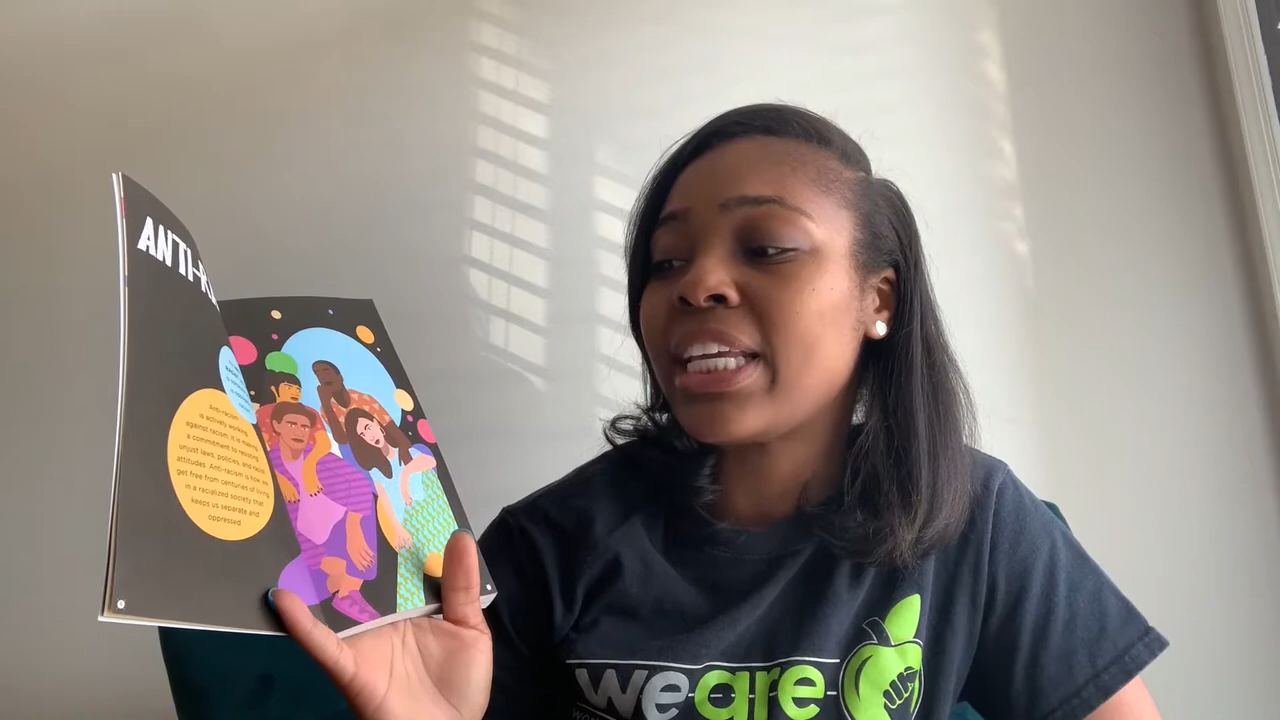 ANTI-R
Anti-racism
is actively working
against racism. It is making
a commitment to resisting
unjust laws, policies, and racist
attitudes. Anti-racism is how we
get free from centuries of living
in a racialized society that
keeps us separate and
oppressed.
we are